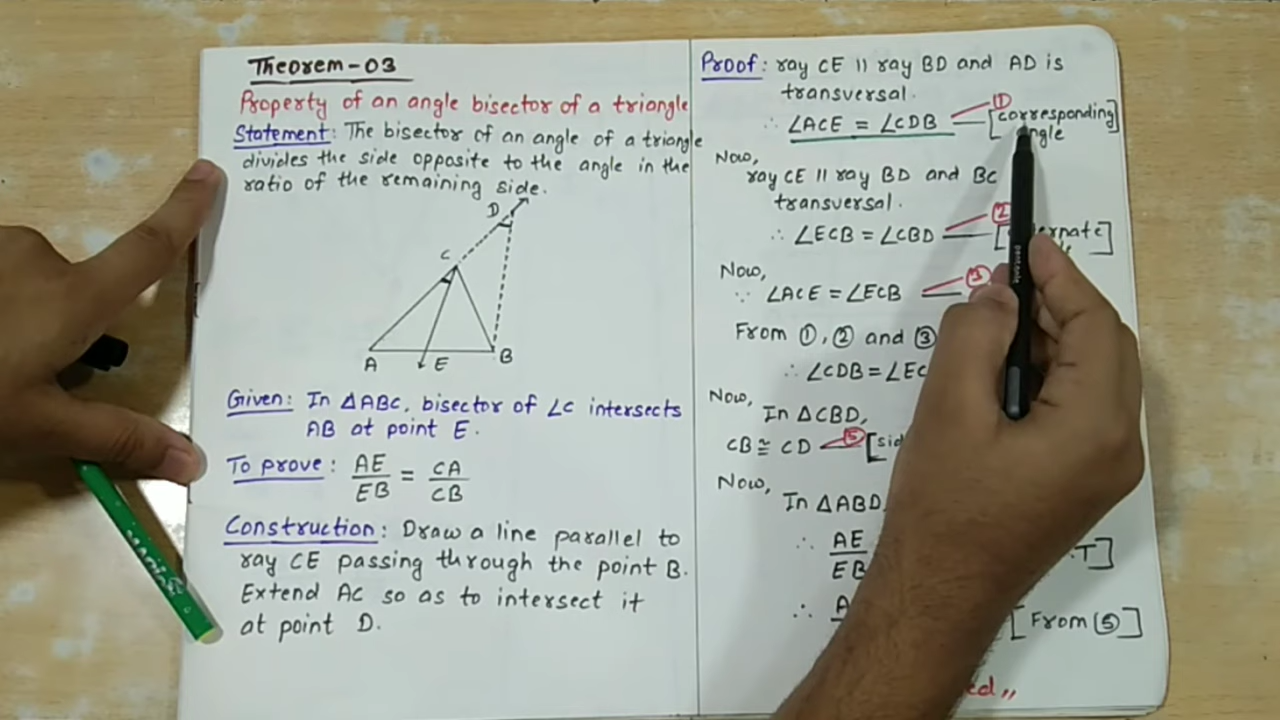 Theorem-03
Property of an angle bisector of a triangle
Statement: The bisector of an angle of a triangle
divides the side opposite to the angle in the
ratio of the remaining side.
D
C
A E B
Given: In ΔABC, bisector of ∠C intersects
AB at point E.
To prove: AE/EB = CA/CB
Construction: Draw a line parallel to
ray CE passing through the point B.
Extend AC so as to intersect it
at point D.
Proof: ray CE || ray BD and AD is
transversal.
∴ ∠ACE = ∠CDB — ① [corresponding
Now,
ray CE || ray BD and BC
transversal.
∴ ∠ECB = ∠CBD — ② [
Now,
∵ ∠ACE = ∠ECB — ③
From ①, ② and ③
∴ ∠CDB =
Now,
In ΔCBD,
CB ≅ CD — ⑤ [
Now,
In ΔABD
∴ AE/EB
∴ [From ⑤]